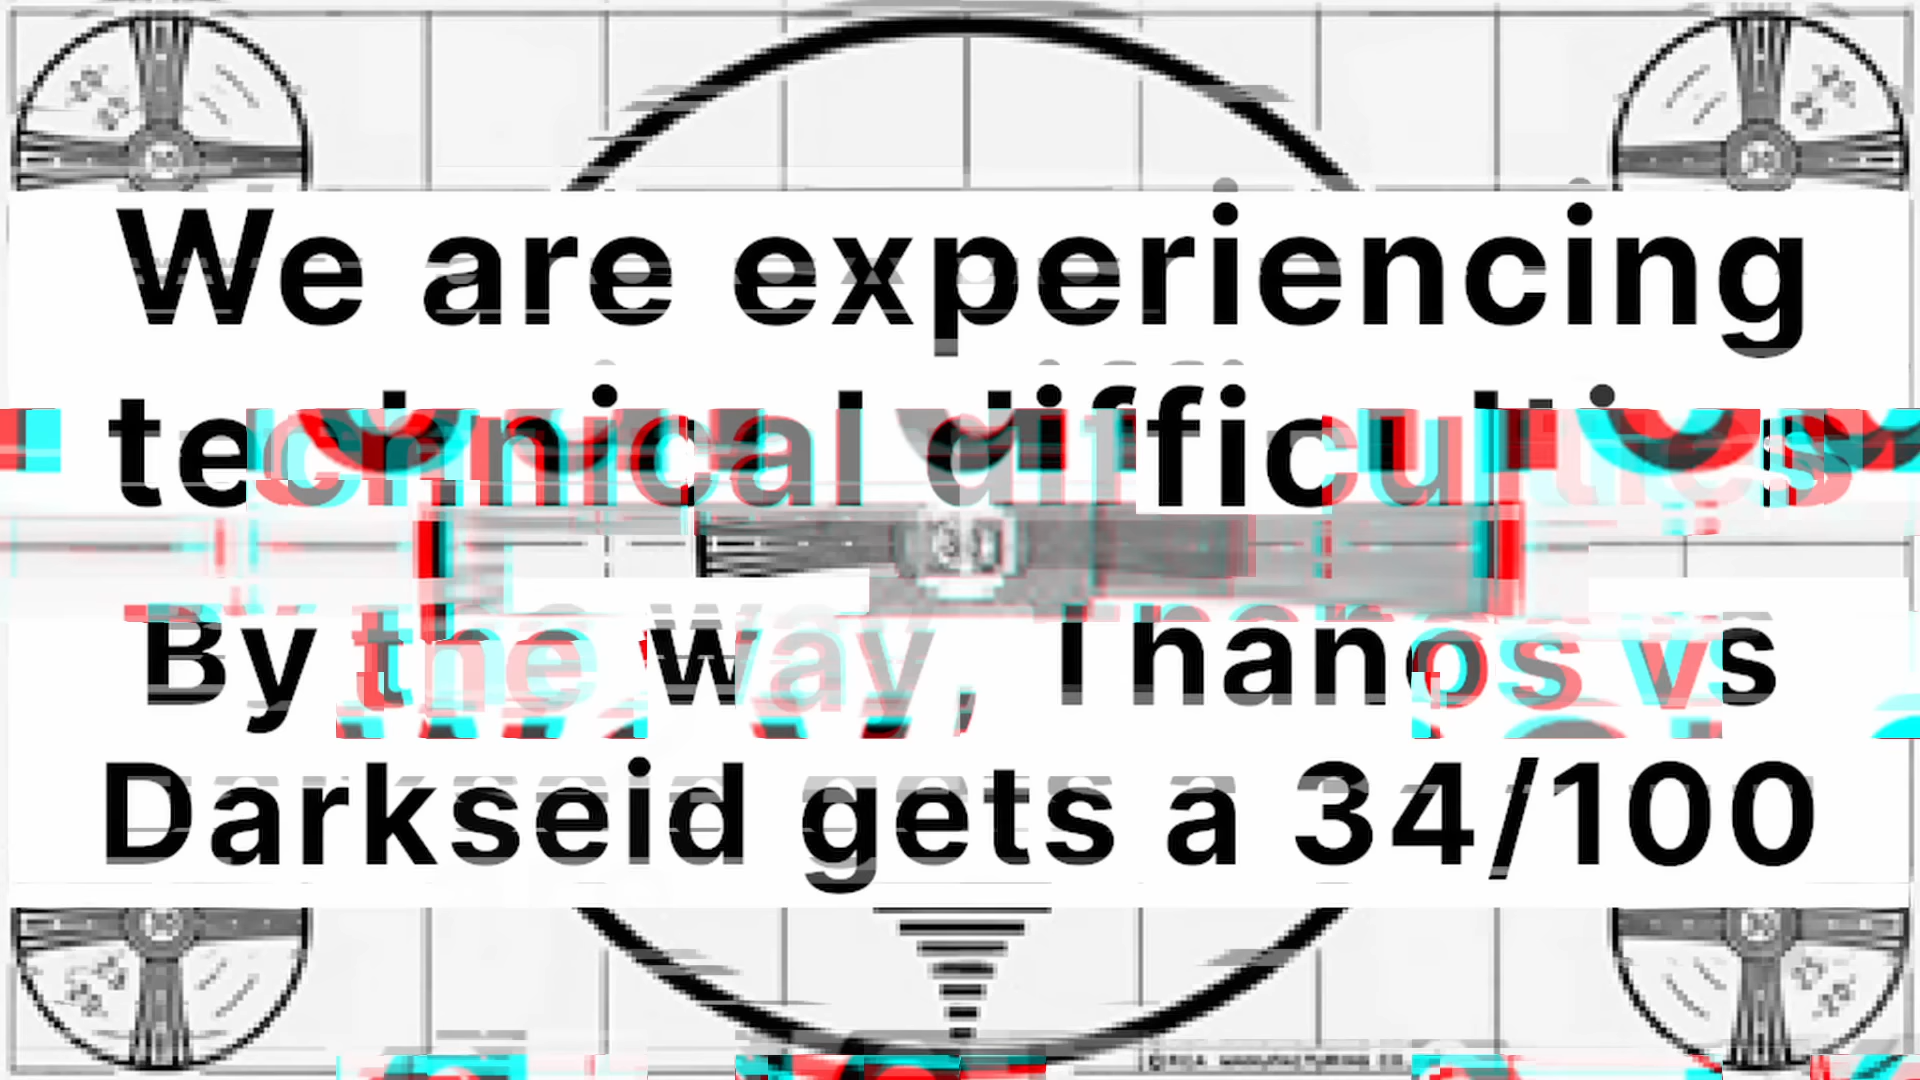 We are experiencing
technical difficulties
By the way, Thanos vs
Darkseid gets a 34/100